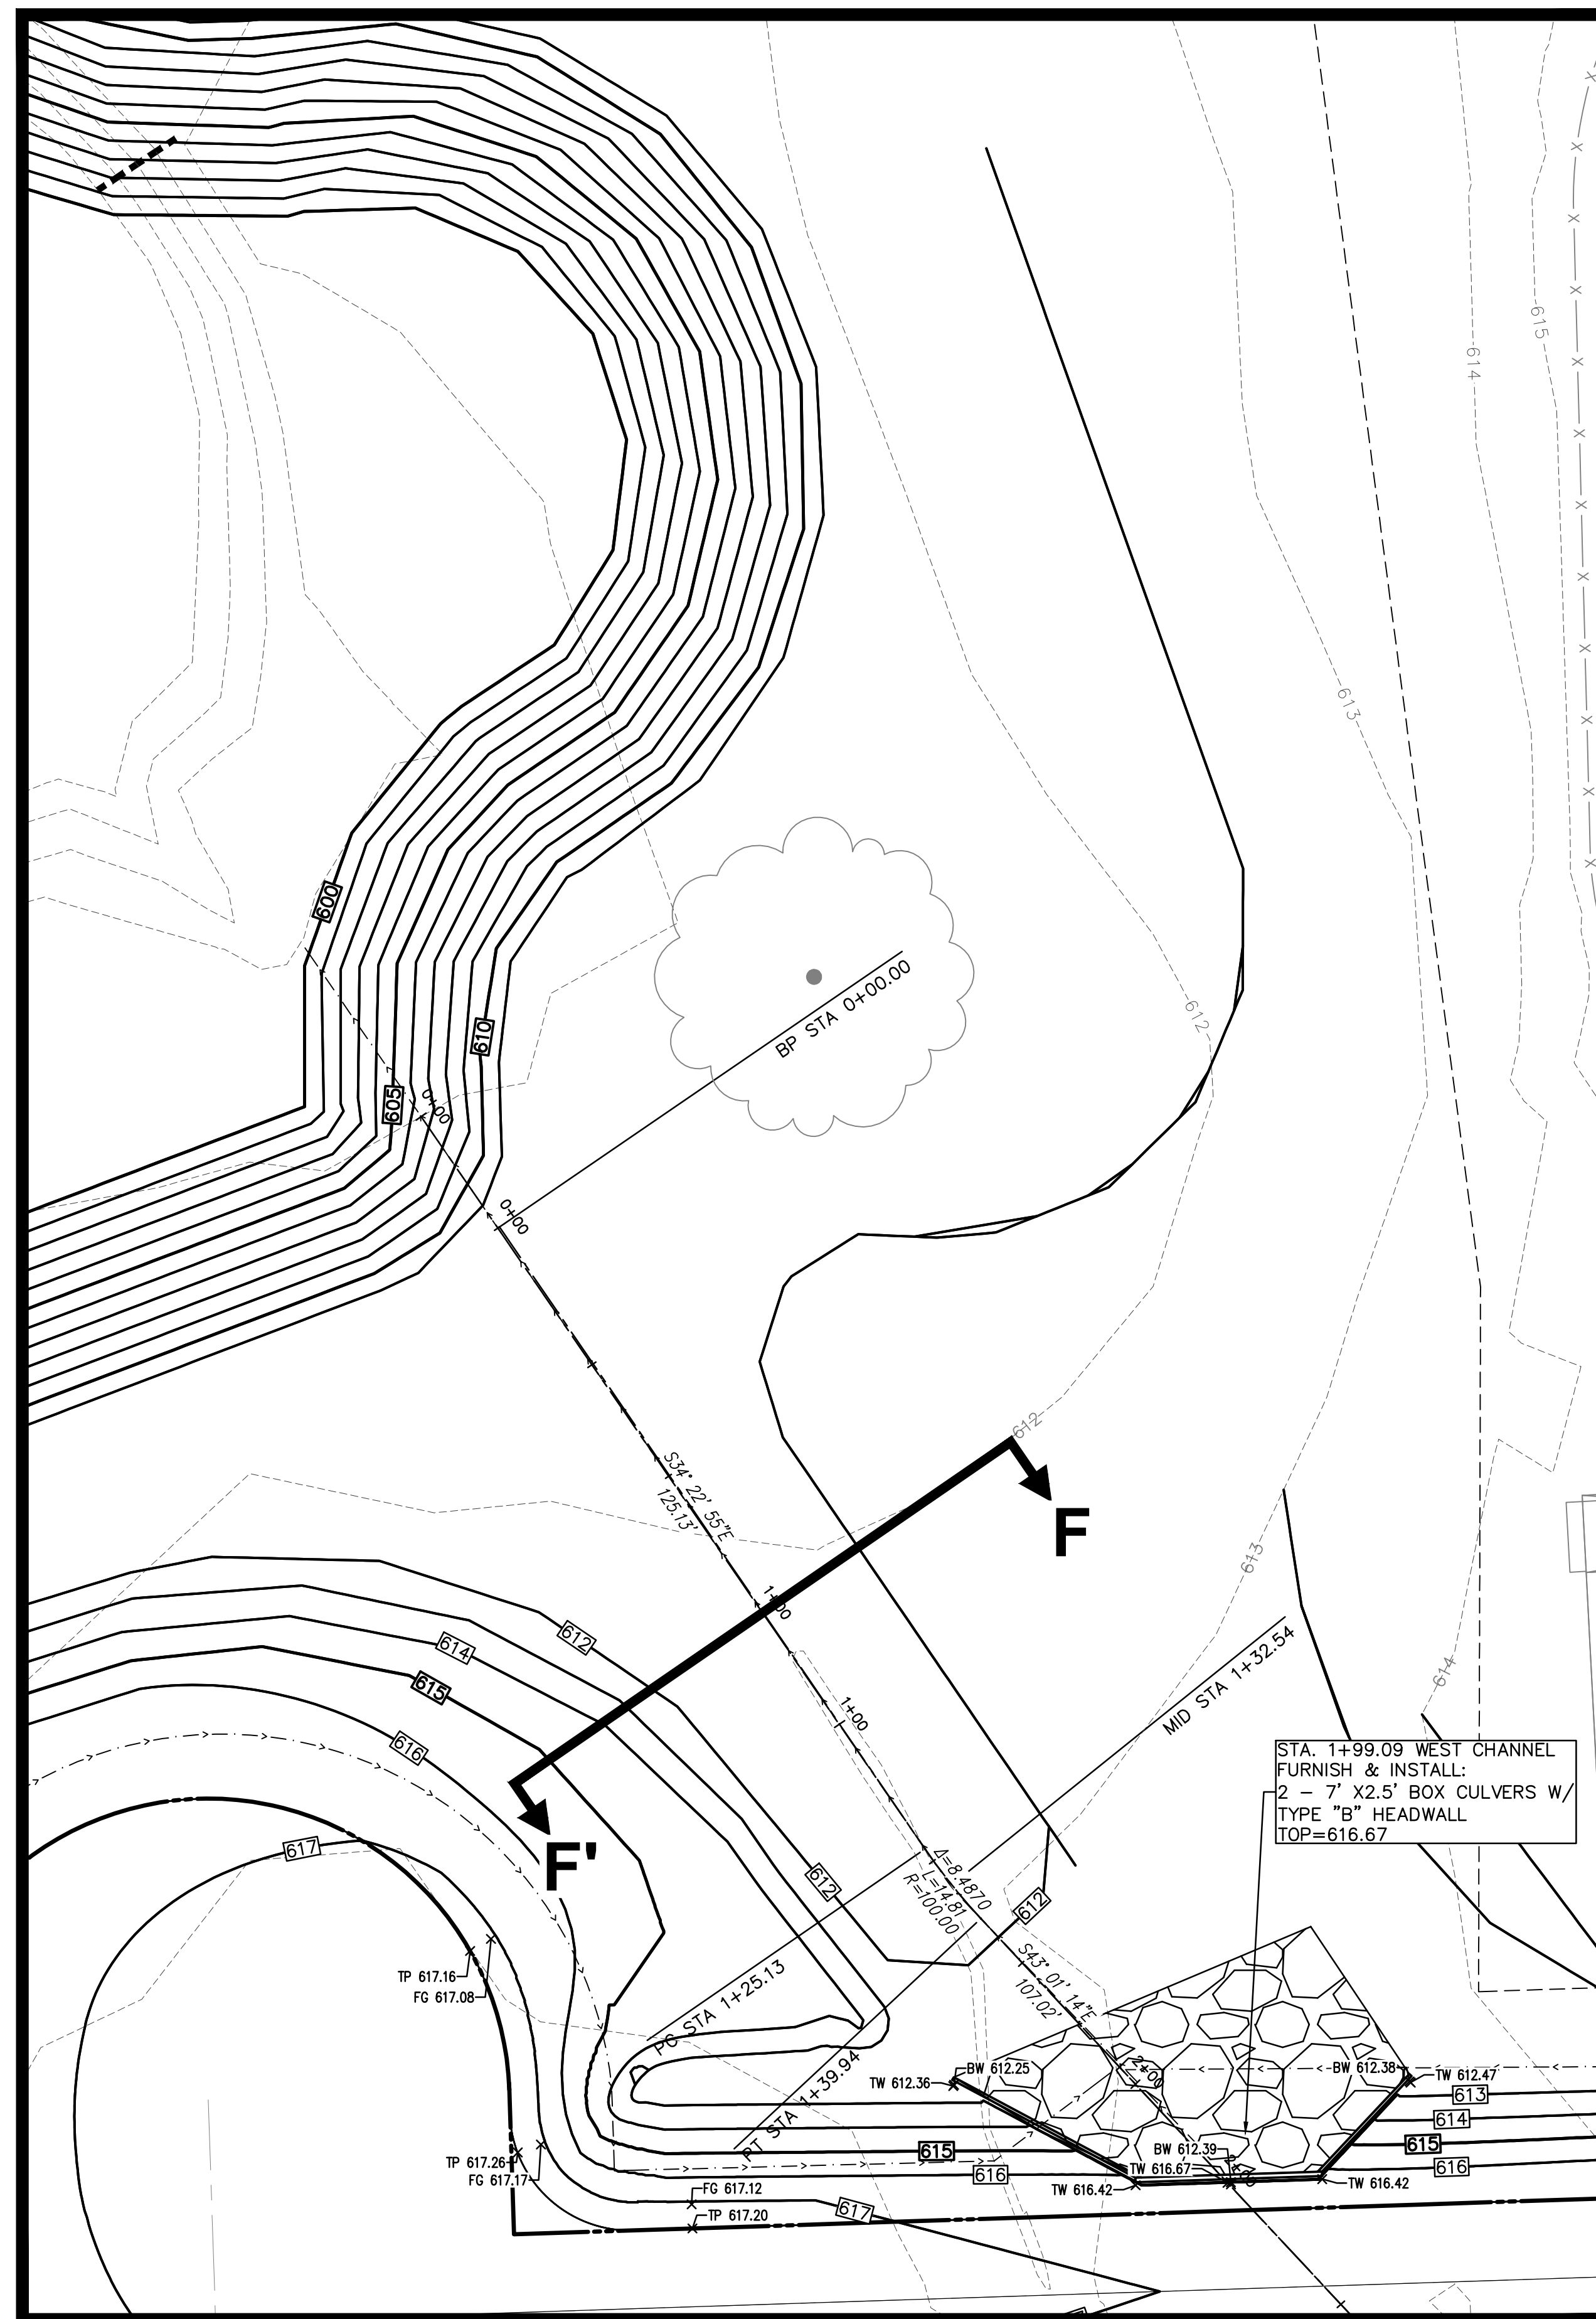 615
614
613
600
BP STA 0+00.00
612
610
605
0+00
0+00
612
S34° 22' 55"E
125.13'
F
613
1+00
MID STA 1+32.54
612
614
614
615
1+00
616
STA. 1+99.09 WEST CHANNEL
FURNISH & INSTALL:
2 – 7' X2.5' BOX CULVERS W/
TYPE "B" HEADWALL
TOP=616.67
617
F'
612
Δ=8.4870
L=14.81
R=100.00
612
TP 617.16
FG 617.08
S43° 01' 14"E
107.02'
PC STA 1+25.13
BW 612.25
TW 612.36
2+00
BW 612.38
TW 612.47
613
614
PT STA 1+39.94
615
615
BW 612.39
TP 617.26
FG 617.17
616
TW 616.67
616
TW 616.42
TW 616.42
FG 617.12
617
TP 617.20